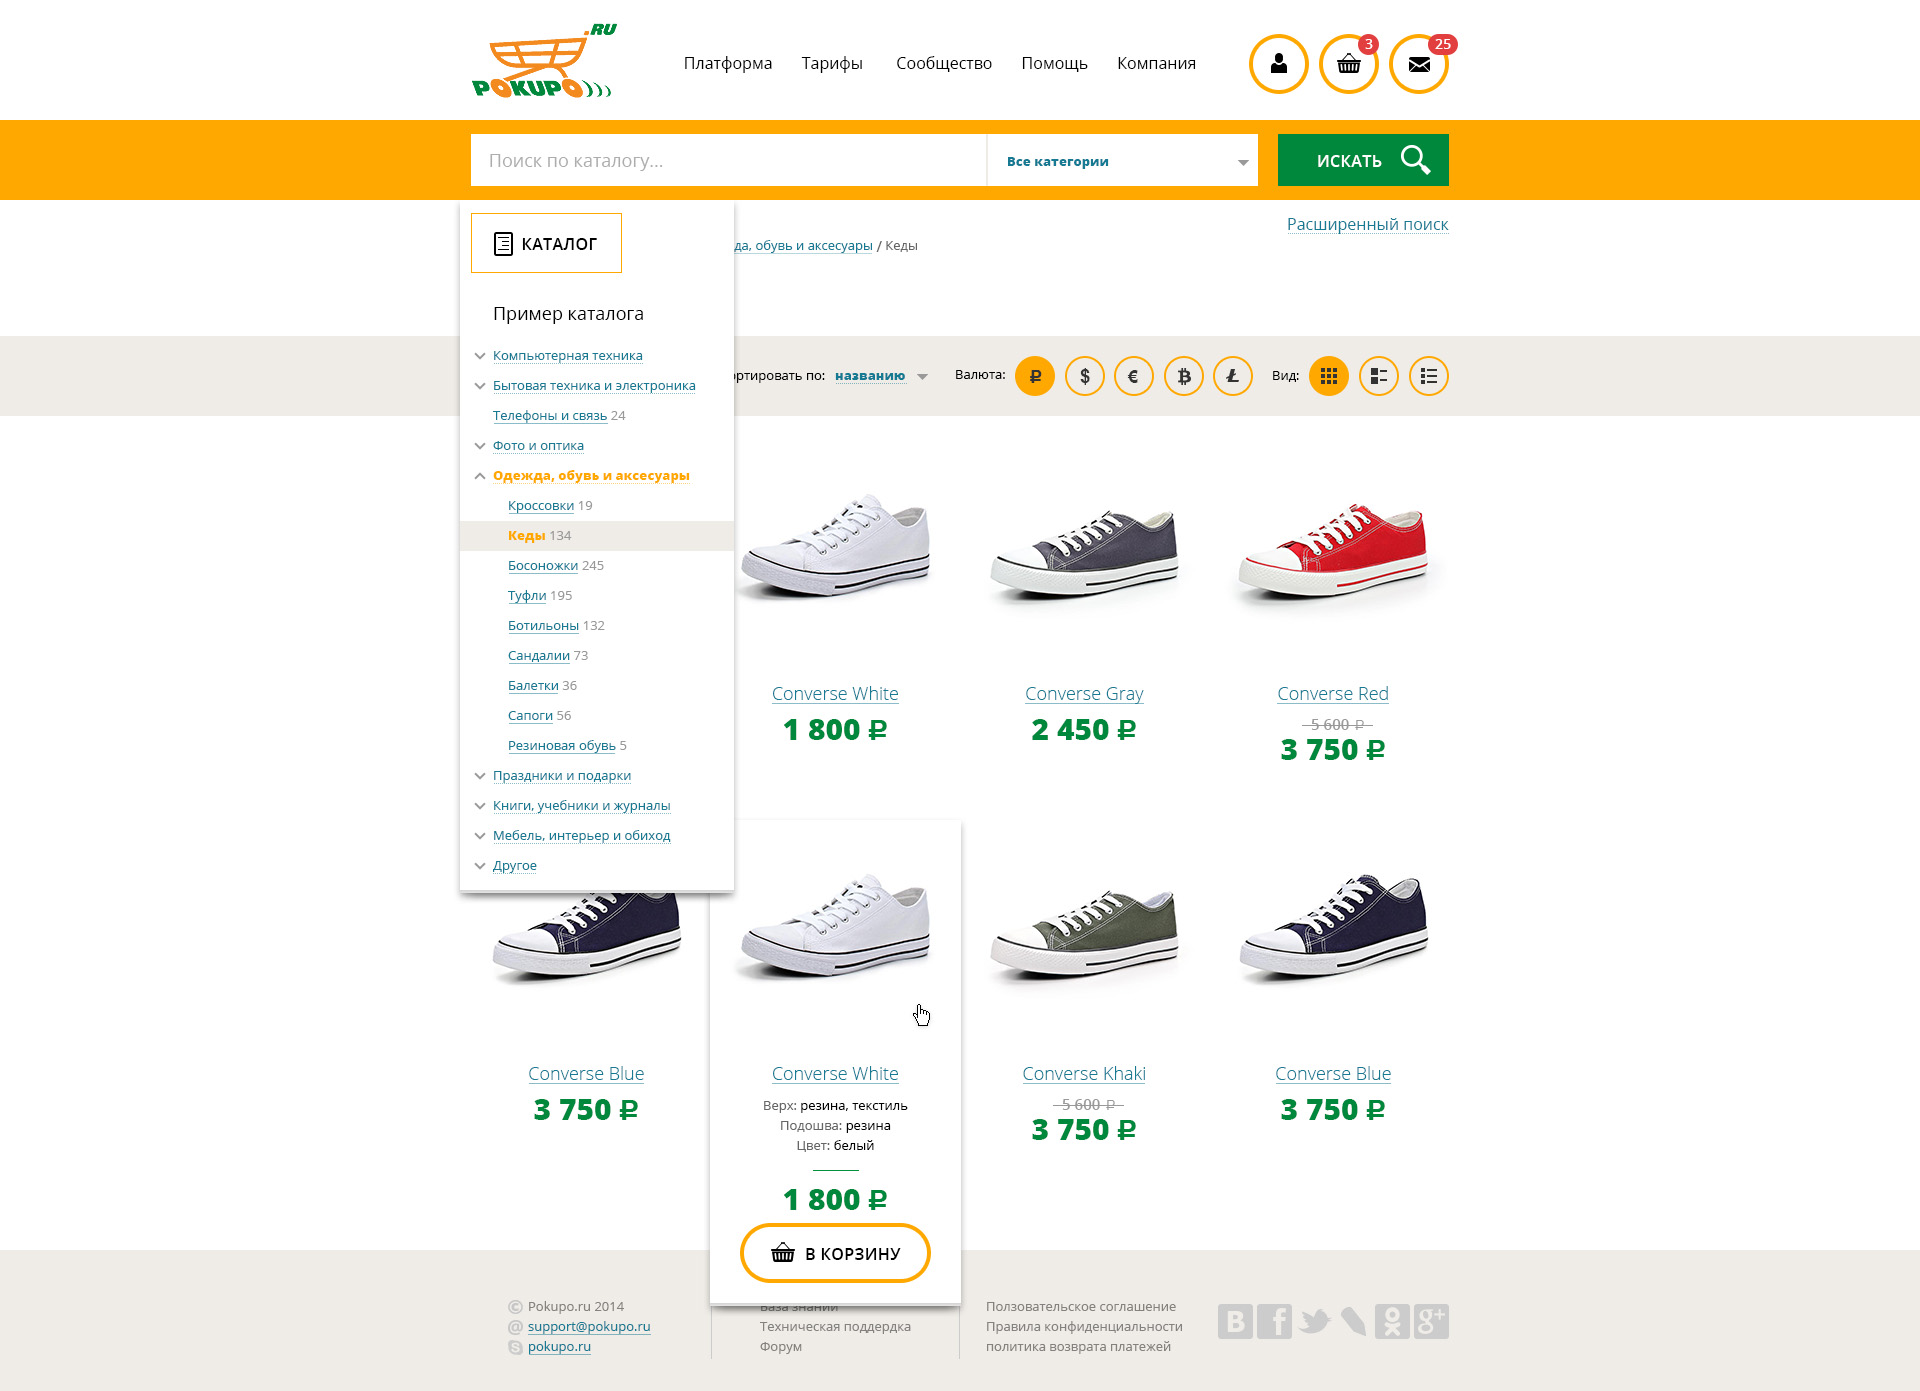 .RU
POKUPO
Платформа Тарифы Сообщество Помощь Компания
3
25
Поиск по каталогу...
Все категории
ИСКАТЬ
Расширенный поиск
КАТАЛОГ
да, обувь и аксесуары / Кеды
Пример каталога
Компьютерная техника
Бытовая техника и электроника
Телефоны и связь 24
Фото и оптика
Одежда, обувь и аксесуары
Кроссовки 19
Кеды 134
Босоножки 245
Туфли 195
Ботильоны 132
Сандалии 73
Балетки 36
Сапоги 56
Резиновая обувь 5
Праздники и подарки
Книги, учебники и журналы
Мебель, интерьер и обиход
Другое
ортировать по: названию
Валюта: ₽ $ € ₿ Ł
Вид:
Converse White
1 800 ₽
Converse Gray
2 450 ₽
Converse Red
5 600 ₽
3 750 ₽
Converse Blue
3 750 ₽
Converse White
Верх: резина, текстиль
Подошва: резина
Цвет: белый
1 800 ₽
В КОРЗИНУ
Converse Khaki
5 600 ₽
3 750 ₽
Converse Blue
3 750 ₽
© Pokupo.ru 2014
@ support@pokupo.ru
pokupo.ru
База знаний
Техническая поддердка
Форум
Ползовательское соглашение
Правила конфиденциальности
политика возврата платежей